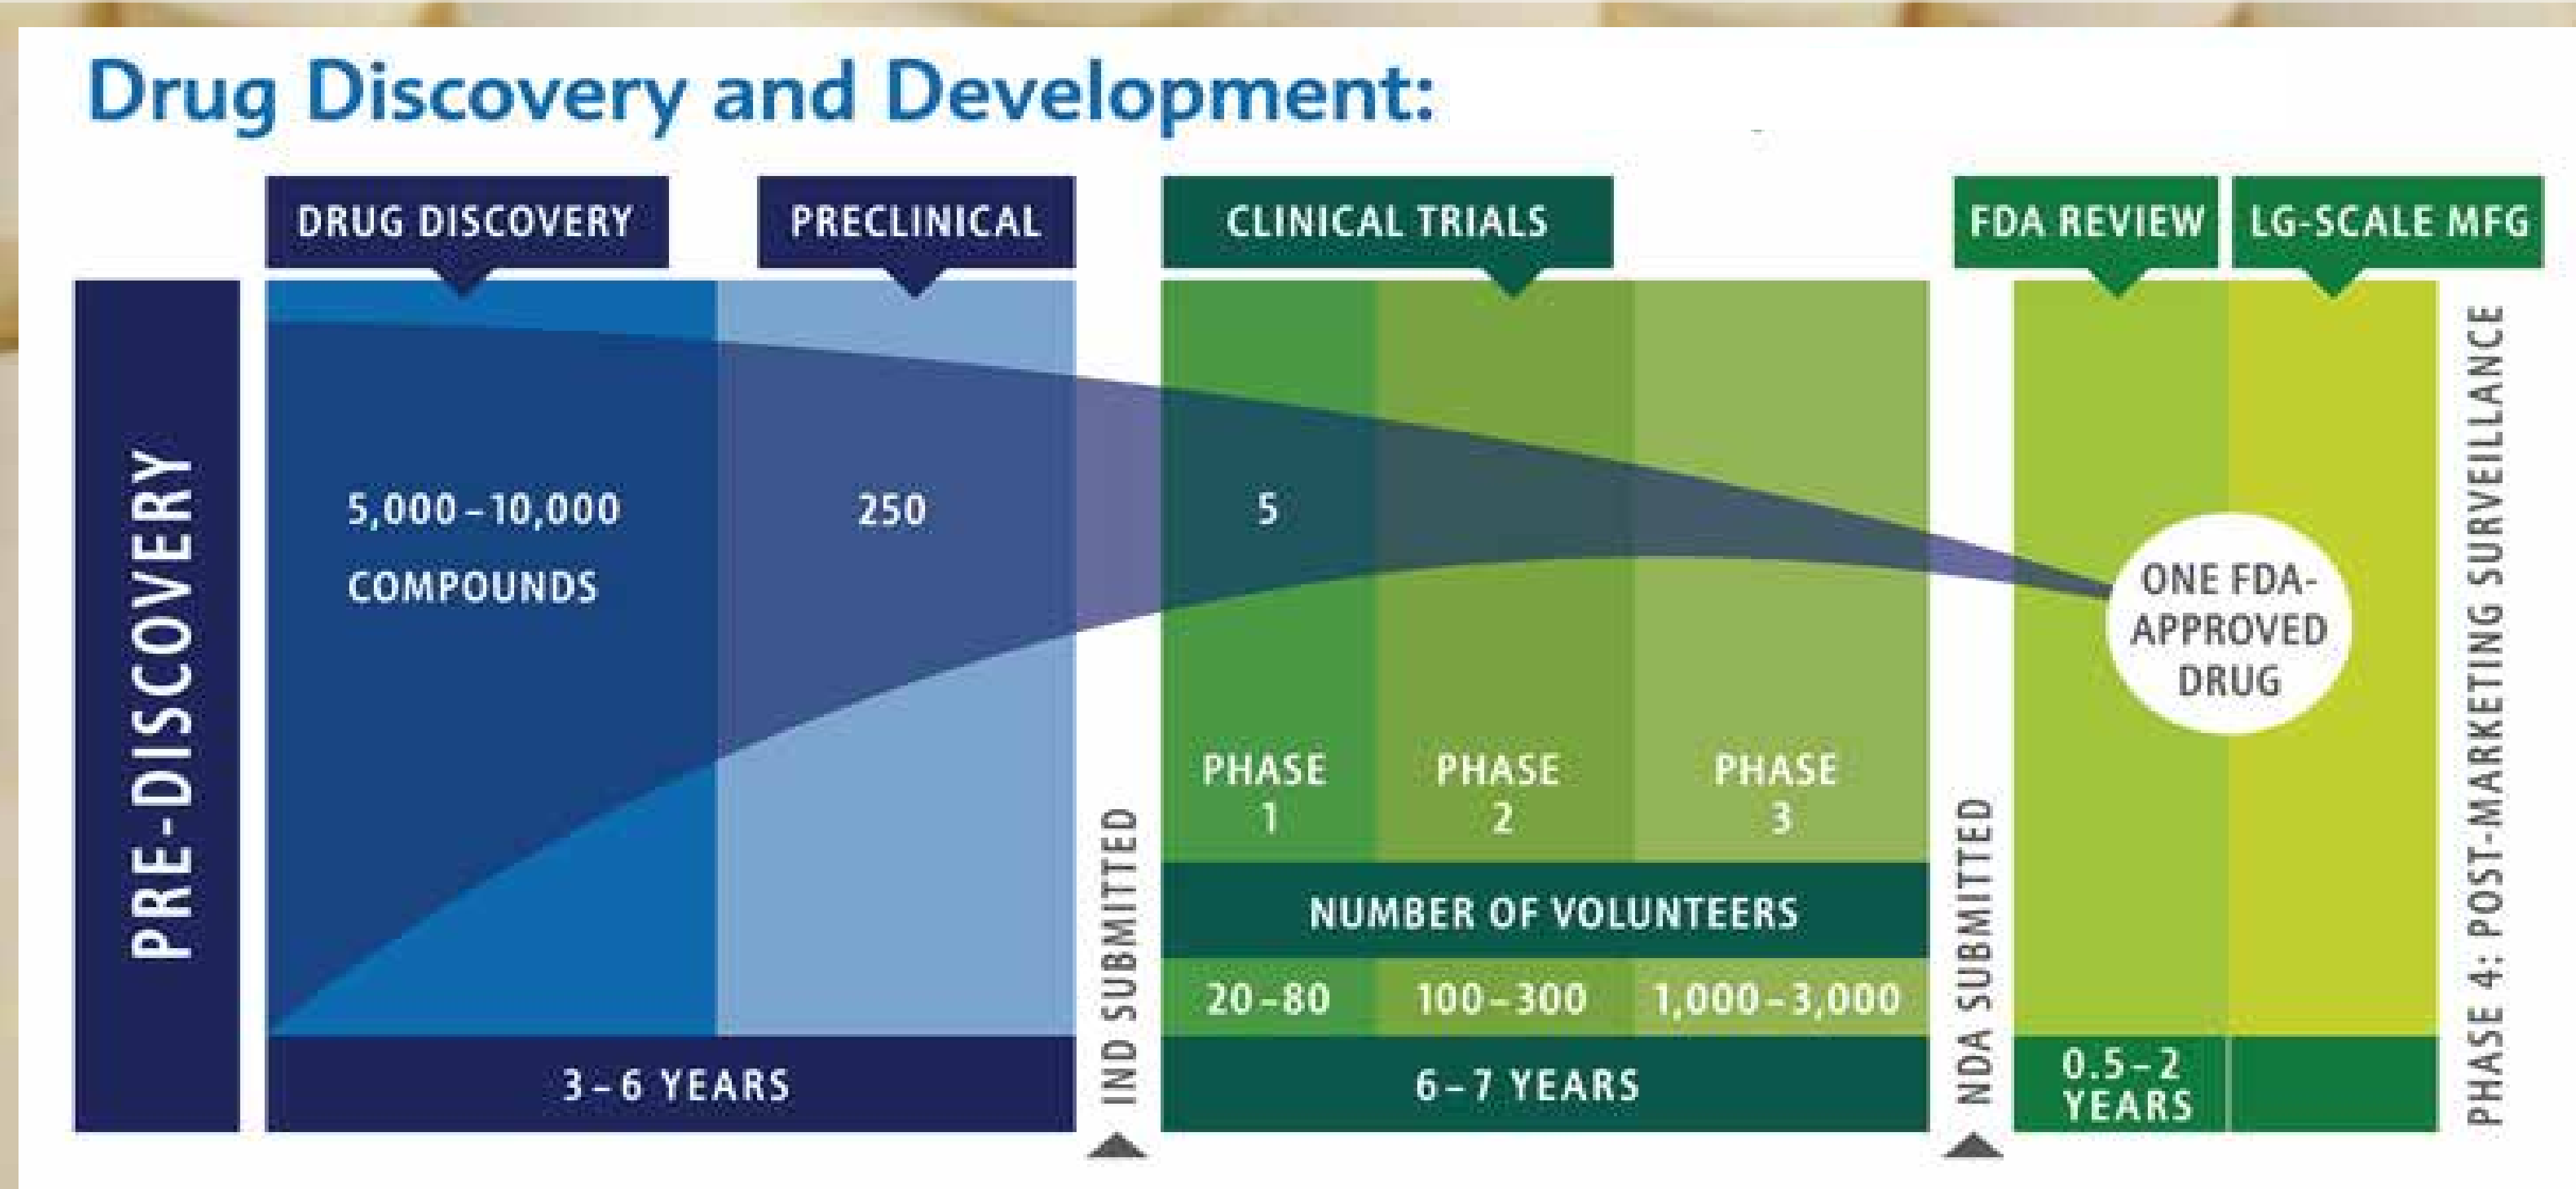 Drug Discovery and Development:
DRUG DISCOVERY
PRECLINICAL
CLINICAL TRIALS
FDA REVIEW
LG-SCALE MFG
PRE-DISCOVERY
5,000–10,000
COMPOUNDS
250
5
ONE FDA-
APPROVED
DRUG
PHASE
1
PHASE
2
PHASE
3
NUMBER OF VOLUNTEERS
20–80
100–300
1,000–3,000
3–6 YEARS
IND SUBMITTED
6–7 YEARS
NDA SUBMITTED
0.5–2
YEARS
PHASE 4: POST-MARKETING SURVEILLANCE